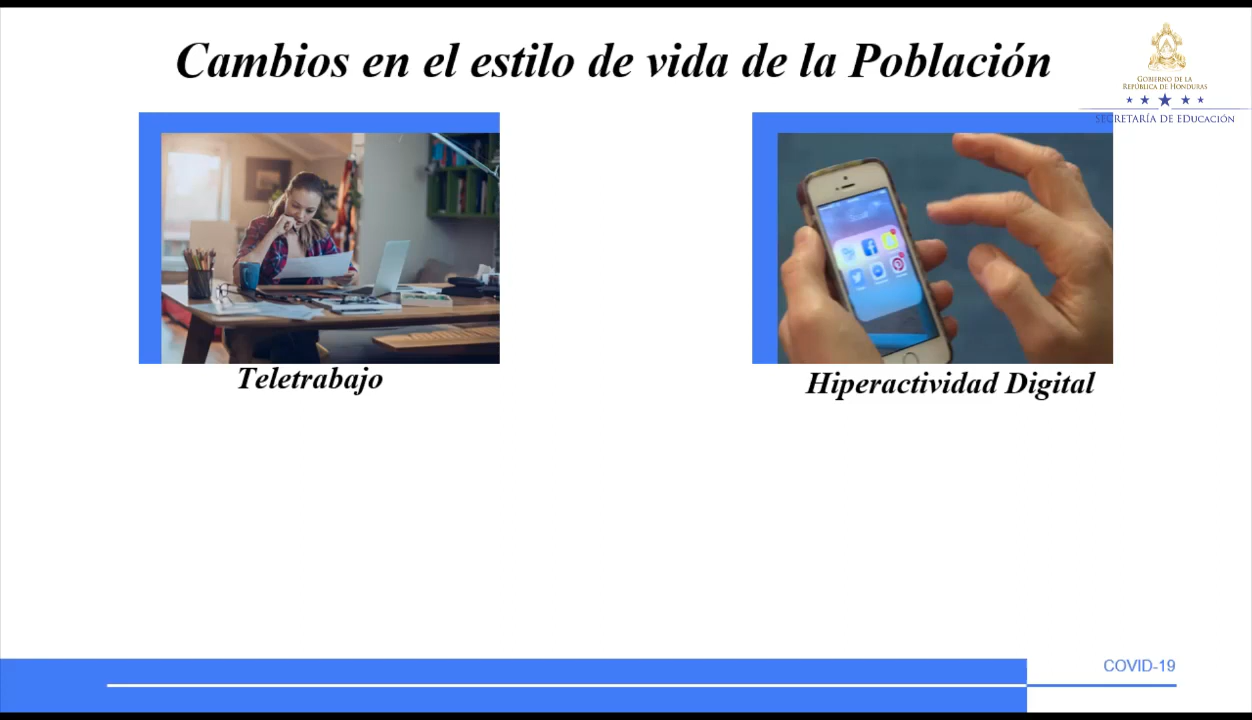 Cambios en el estilo de vida de la Población
GOBIERNO DE LA
REPÚBLICA DE HONDURAS
SECRETARÍA DE EDUCACIÓN
Teletrabajo
Hiperactividad Digital
COVID-19